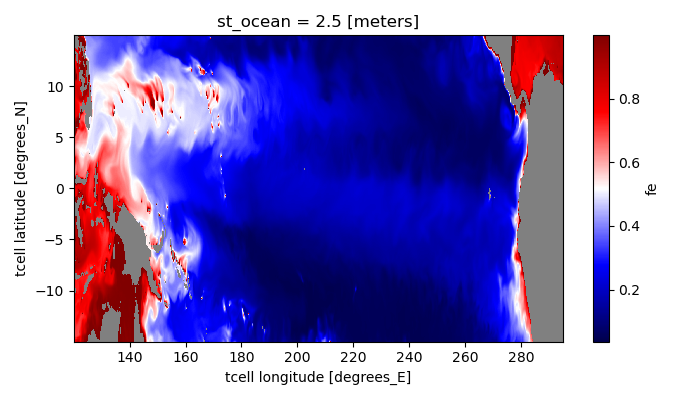 st_ocean = 2.5 [meters]
10
5
0
−5
−10
tcell latitude [degrees_N]
140 160 180 200 220 240 260 280
tcell longitude [degrees_E]
0.8
0.6
0.4
0.2
fe